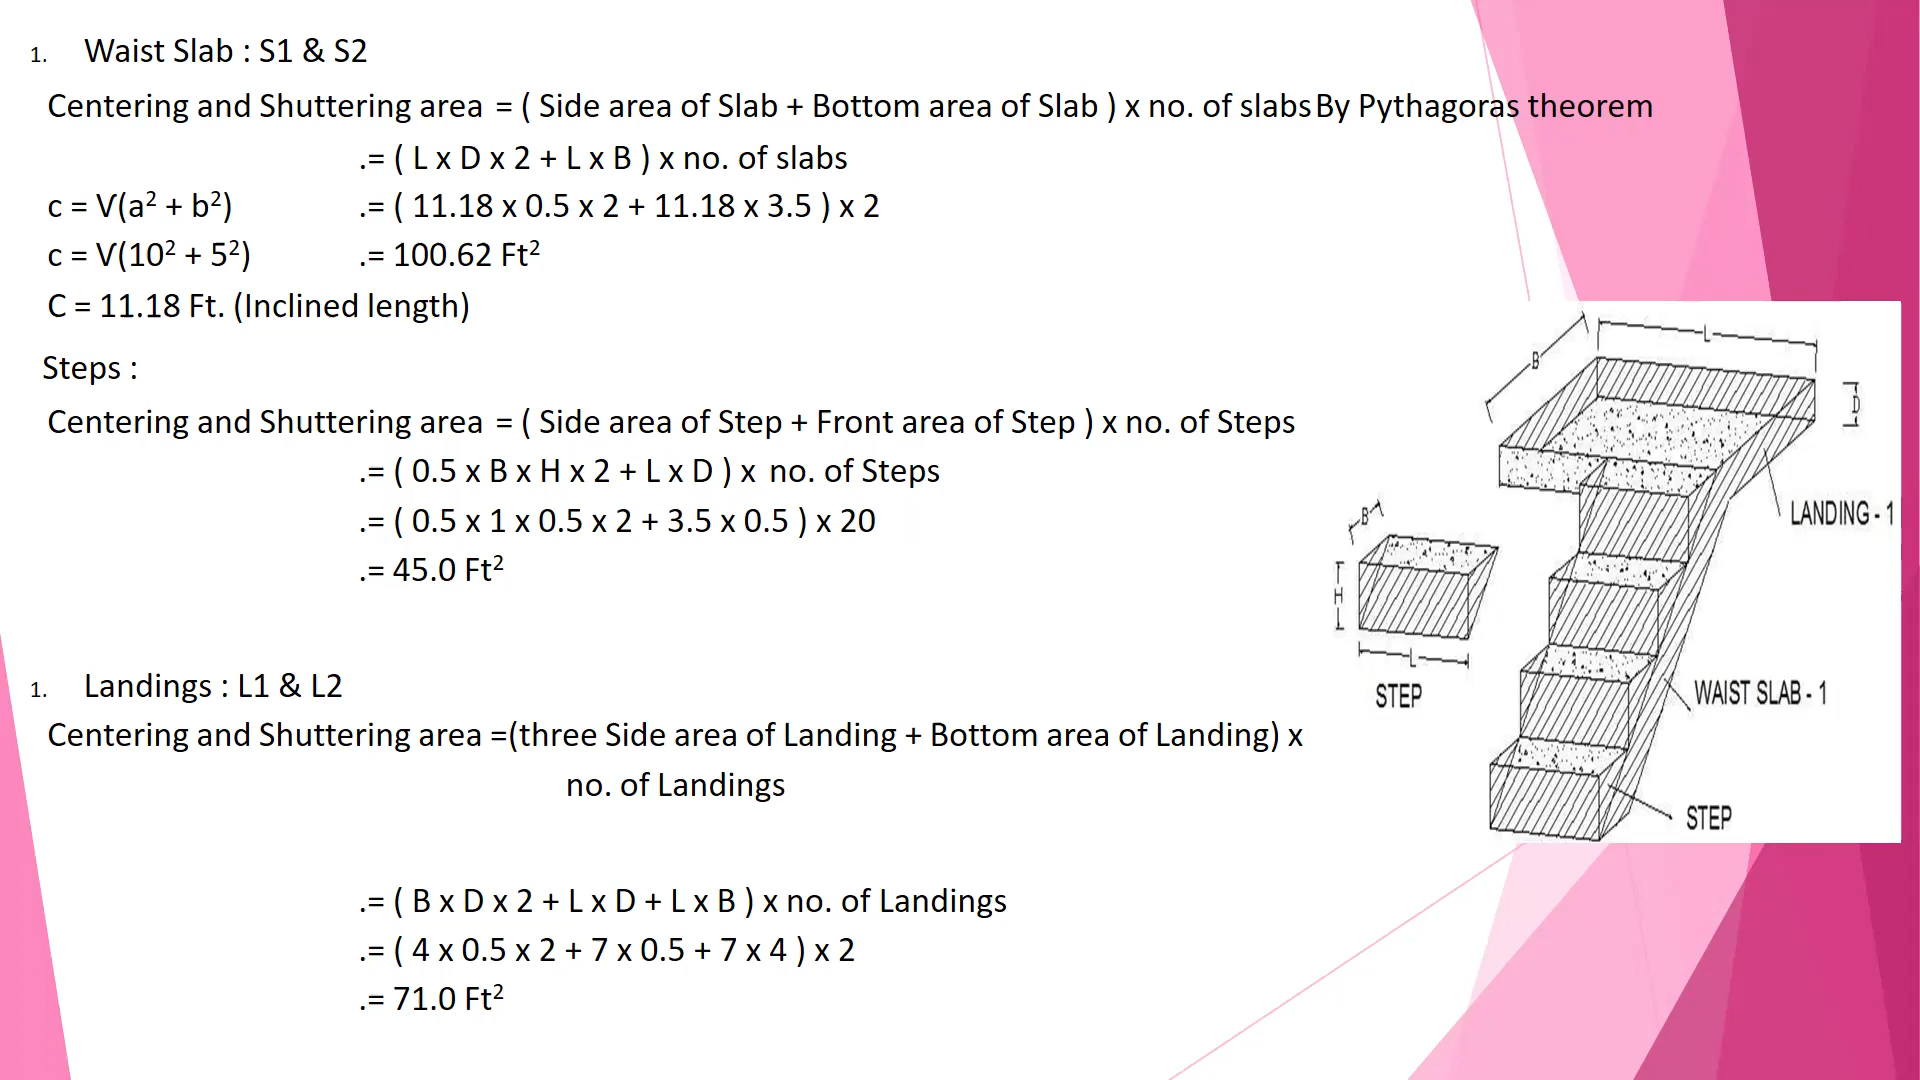 1. Waist Slab : S1 & S2
Centering and Shuttering area = ( Side area of Slab + Bottom area of Slab ) x no. of slabs By Pythagoras theorem
.= ( L x D x 2 + L x B ) x no. of slabs
c = √(a² + b²) .= ( 11.18 x 0.5 x 2 + 11.18 x 3.5 ) x 2
c = √(10² + 5²) .= 100.62 Ft²
C = 11.18 Ft. (Inclined length)
Steps :
Centering and Shuttering area = ( Side area of Step + Front area of Step ) x no. of Steps
.= ( 0.5 x B x H x 2 + L x D ) x no. of Steps
.= ( 0.5 x 1 x 0.5 x 2 + 3.5 x 0.5 ) x 20
.= 45.0 Ft²
1. Landings : L1 & L2
Centering and Shuttering area =(three Side area of Landing + Bottom area of Landing) x
no. of Landings
.= ( B x D x 2 + L x D + L x B ) x no. of Landings
.= ( 4 x 0.5 x 2 + 7 x 0.5 + 7 x 4 ) x 2
.= 71.0 Ft²
L
B
D
LANDING - 1
B
H
L
STEP
WAIST SLAB - 1
STEP